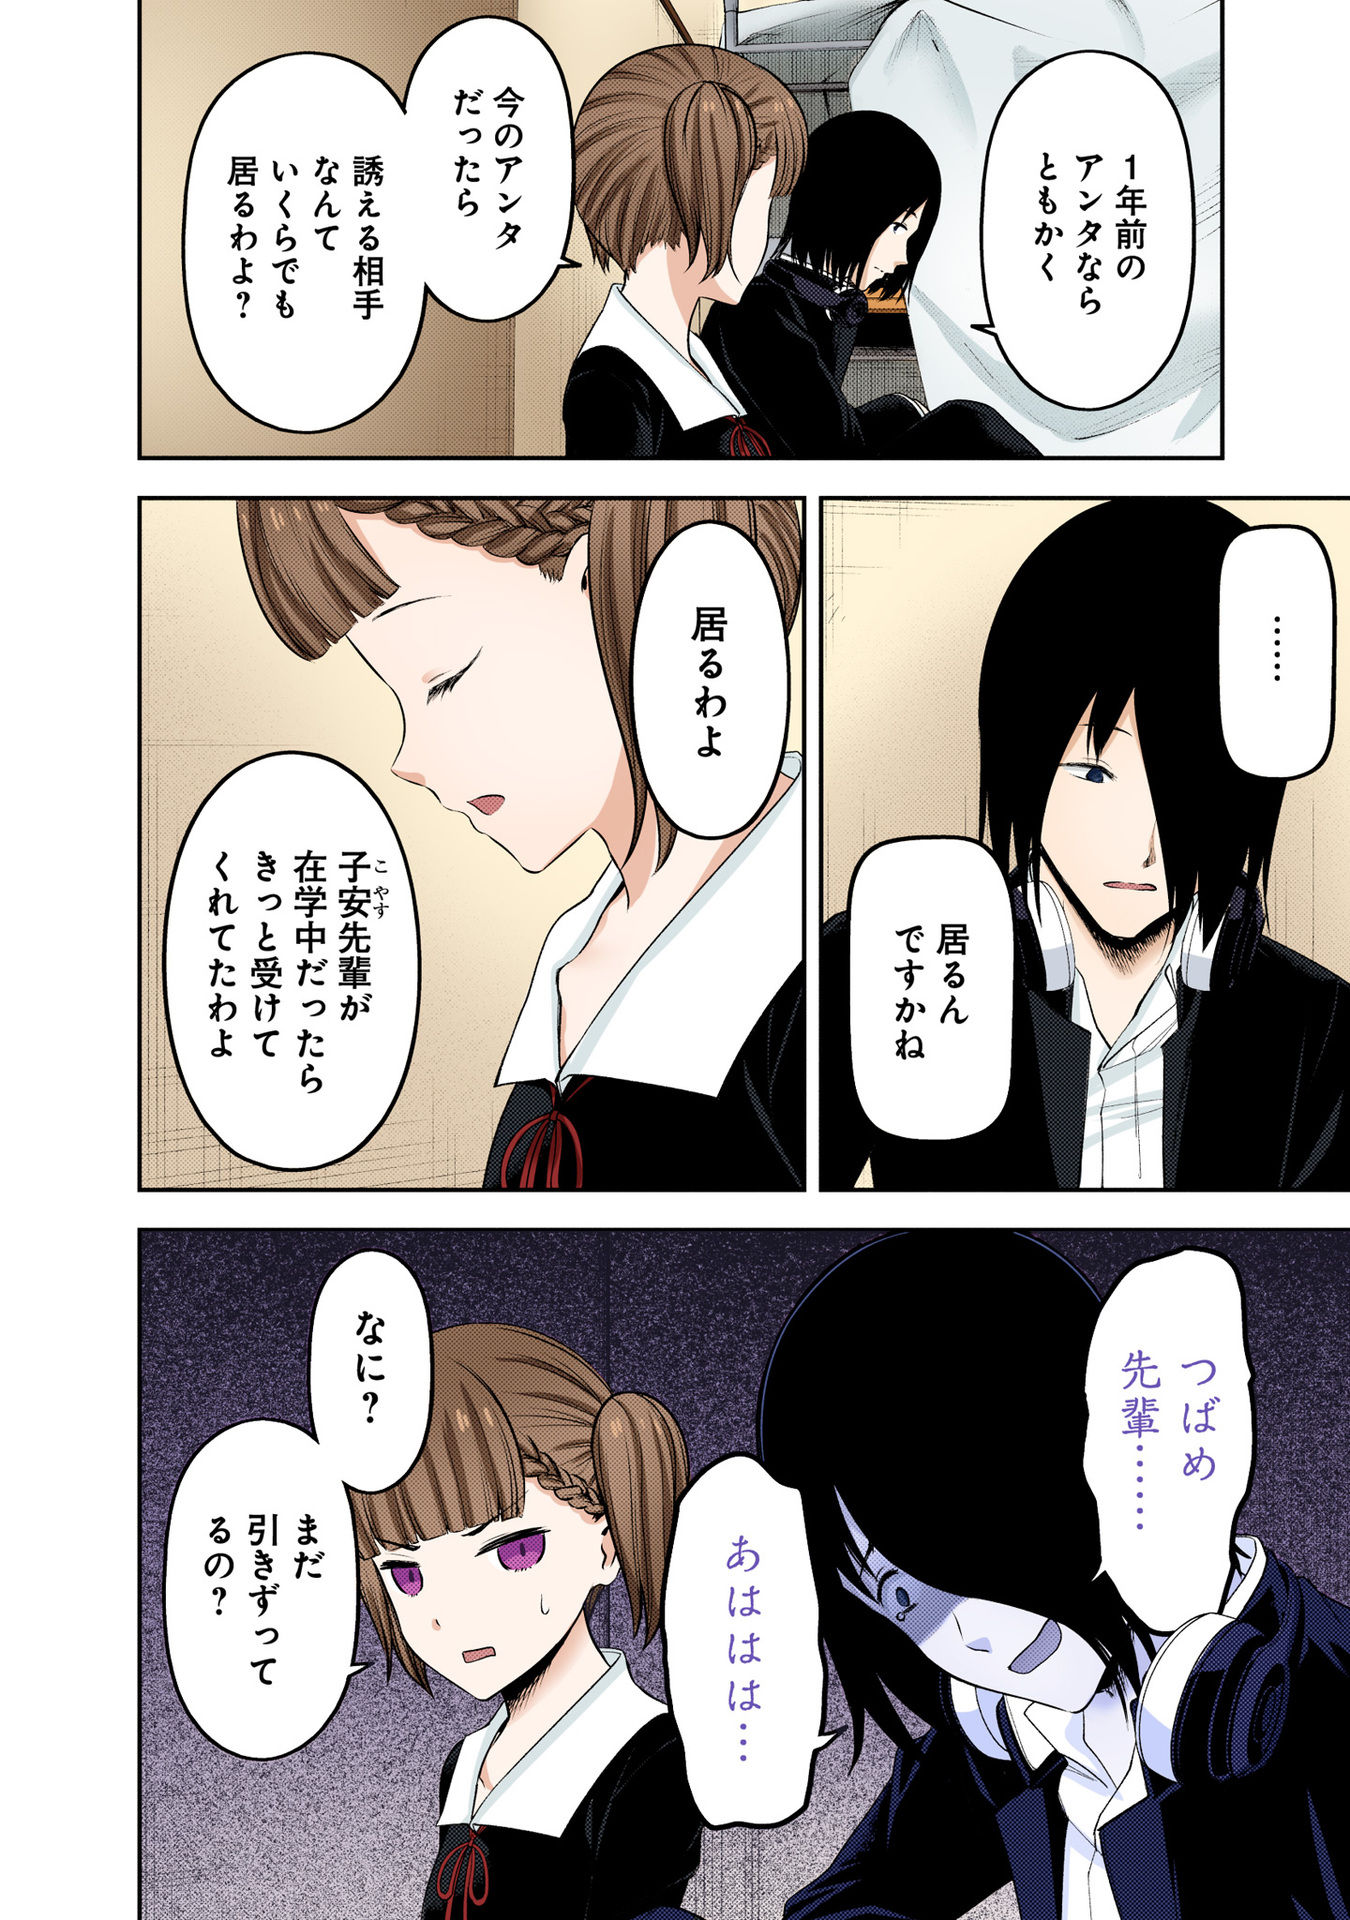 1年前の
アンタなら
ともかく
今のアンタ
だったら
誘える相手
なんて
いくらでも
居るわよ?
……
居るん
ですかね
居るわよ
子安先輩が
こやす
在学中だったら
きっと受けて
くれてたわよ
つばめ
先輩……
あははは…
なに?
まだ
引きずって
るの?